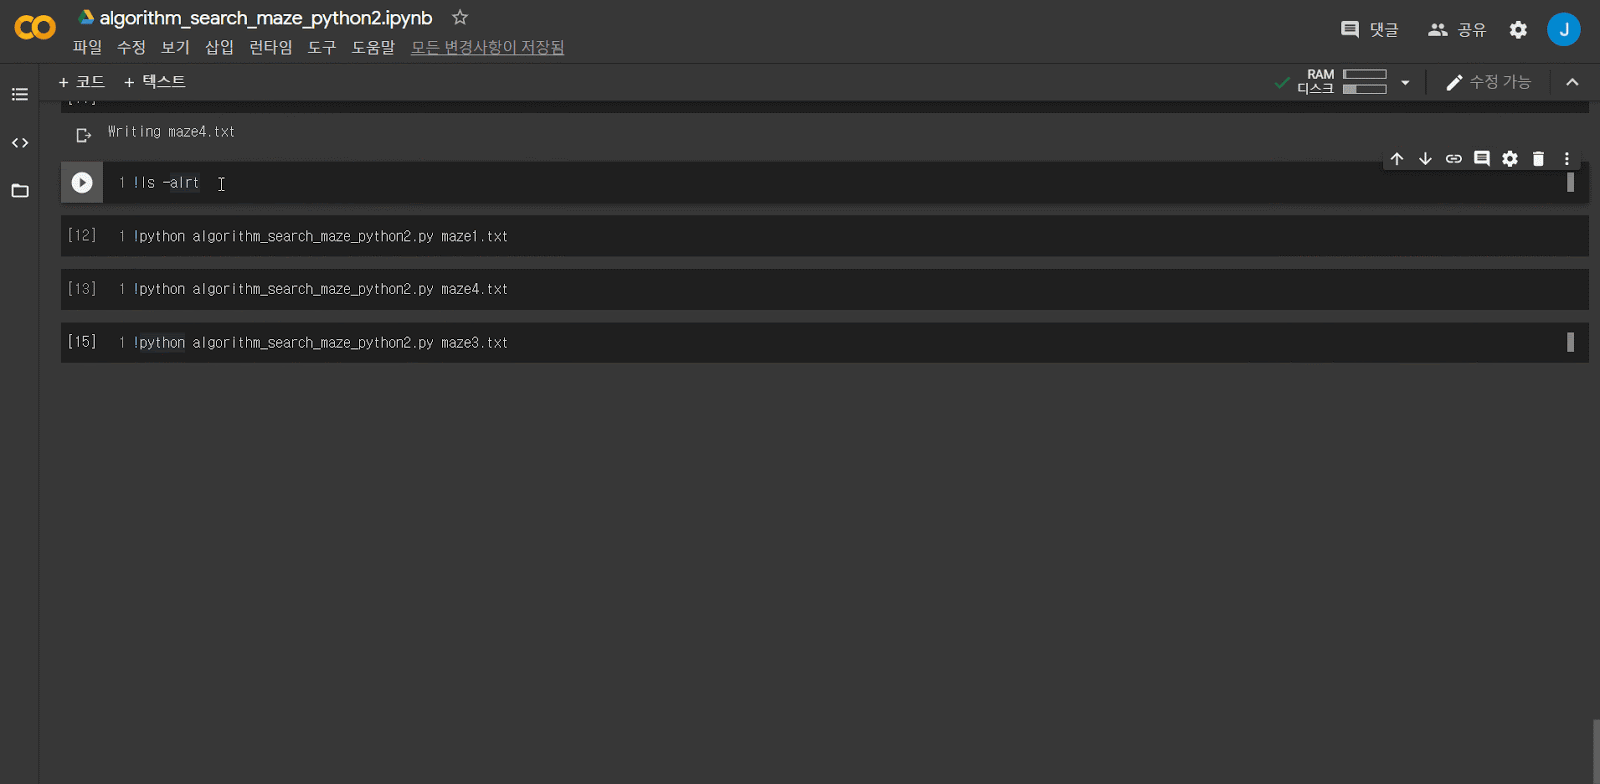 algorithm_search_maze_python2.ipynb
파일 수정 보기 삽입 런타임 도구 도움말 모든 변경사항이 저장됨
댓글 공유 J
+ 코드 + 텍스트
RAM
디스크
수정 가능
Writing maze4.txt
1 !ls -alrt
[12] 1 !python algorithm_search_maze_python2.py maze1.txt
[13] 1 !python algorithm_search_maze_python2.py maze4.txt
[15] 1 !python algorithm_search_maze_python2.py maze3.txt